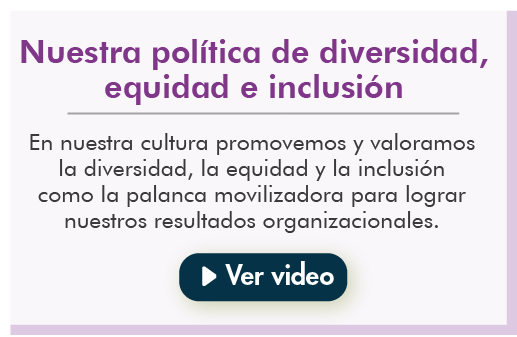 Nuestra política de diversidad,
equidad e inclusión
En nuestra cultura promovemos y valoramos
la diversidad, la equidad y la inclusión
como la palanca movilizadora para lograr
nuestros resultados organizacionales.
Ver video